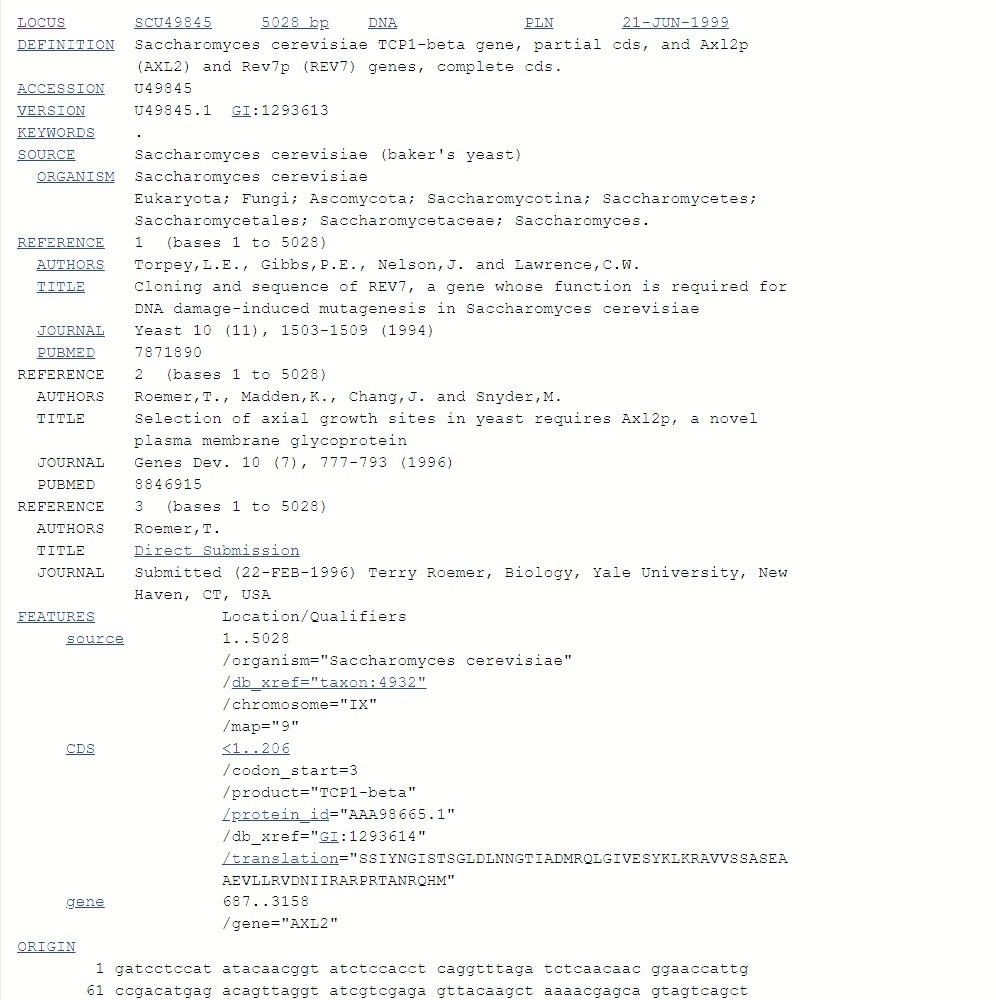 LOCUS SCU49845 5028 bp DNA PLN 21-JUN-1999
DEFINITION Saccharomyces cerevisiae TCP1-beta gene, partial cds, and Axl2p
(AXL2) and Rev7p (REV7) genes, complete cds.
ACCESSION U49845
VERSION U49845.1 GI:1293613
KEYWORDS .
SOURCE Saccharomyces cerevisiae (baker's yeast)
ORGANISM Saccharomyces cerevisiae
Eukaryota; Fungi; Ascomycota; Saccharomycotina; Saccharomycetes;
Saccharomycetales; Saccharomycetaceae; Saccharomyces.
REFERENCE 1 (bases 1 to 5028)
AUTHORS Torpey,L.E., Gibbs,P.E., Nelson,J. and Lawrence,C.W.
TITLE Cloning and sequence of REV7, a gene whose function is required for
DNA damage-induced mutagenesis in Saccharomyces cerevisiae
JOURNAL Yeast 10 (11), 1503-1509 (1994)
PUBMED 7871890
REFERENCE 2 (bases 1 to 5028)
AUTHORS Roemer,T., Madden,K., Chang,J. and Snyder,M.
TITLE Selection of axial growth sites in yeast requires Axl2p, a novel
plasma membrane glycoprotein
JOURNAL Genes Dev. 10 (7), 777-793 (1996)
PUBMED 8846915
REFERENCE 3 (bases 1 to 5028)
AUTHORS Roemer,T.
TITLE Direct Submission
JOURNAL Submitted (22-FEB-1996) Terry Roemer, Biology, Yale University, New
Haven, CT, USA
FEATURES Location/Qualifiers
source 1..5028
/organism="Saccharomyces cerevisiae"
/db_xref="taxon:4932"
/chromosome="IX"
/map="9"
CDS <1..206
/codon_start=3
/product="TCP1-beta"
/protein_id="AAA98665.1"
/db_xref="GI:1293614"
/translation="SSIYNGISTSGLDLNNGTIADMRQLGIVESYKLKRAVVSSASEA
AEVLLRVDNIIRARPRTANRQHM"
gene 687..3158
/gene="AXL2"
ORIGIN
1 gatcctccat atacaacggt atctccacct caggtttaga tctcaacaac ggaaccattg
61 ccgacatgag acagttaggt atcgtcgaga gttacaagct aaaacgagca gtagtcagct